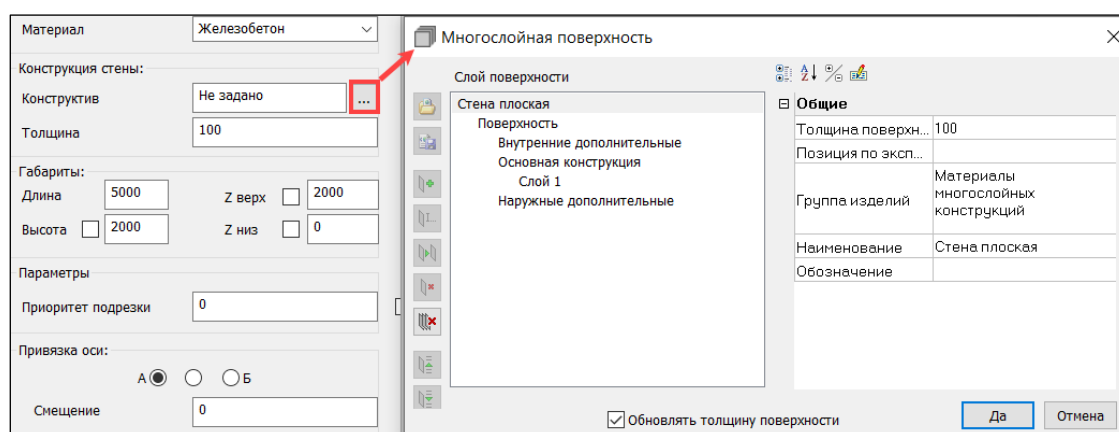 Материал Железобетон
Конструкция стены:
Конструктив Не задано ...
Толщина 100
Габариты:
Длина 5000 Z верх 2000
Высота 2000 Z низ 0
Параметры
Приоритет подрезки 0
Привязка оси:
А Б
Смещение 0
Многослойная поверхность
Слой поверхности
Стена плоская
Поверхность
Внутренние дополнительные
Основная конструкция
Слой 1
Наружные дополнительные
Общие
Толщина поверхн... 100
Позиция по эксп...
Группа изделий Материалы
многослойных
конструкций
Наименование Стена плоская
Обозначение
Обновлять толщину поверхности
Да Отмена